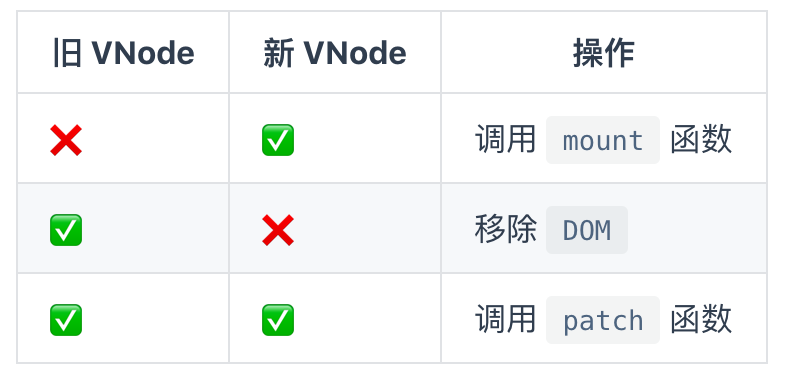 旧 VNode 新 VNode 操作
❌ ✅ 调用 mount 函数
✅ ❌ 移除 DOM
✅ ✅ 调用 patch 函数